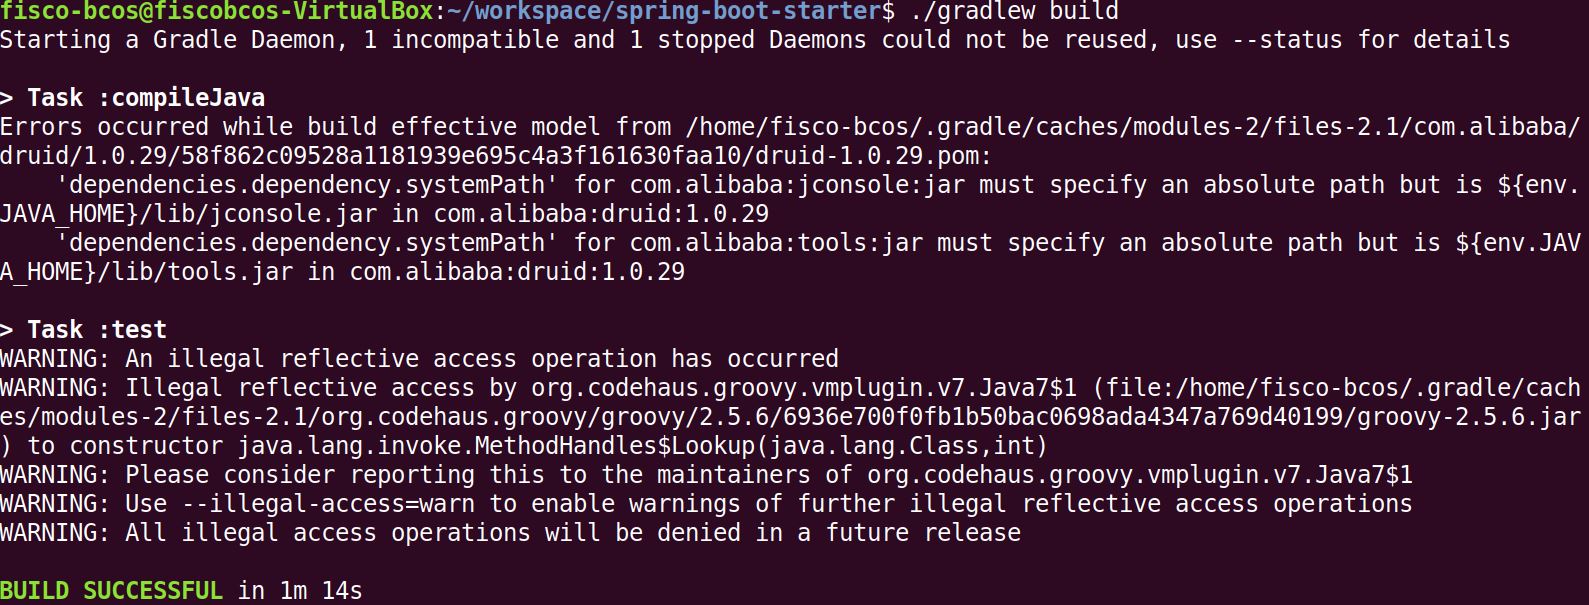 fisco-bcos@fiscobcos-VirtualBox:~/workspace/spring-boot-starter$ ./gradlew build
Starting a Gradle Daemon, 1 incompatible and 1 stopped Daemons could not be reused, use --status for details
> Task :compileJava
Errors occurred while build effective model from /home/fisco-bcos/.gradle/caches/modules-2/files-2.1/com.alibaba/
druid/1.0.29/58f862c09528a1181939e695c4a3f161630faa10/druid-1.0.29.pom:
    'dependencies.dependency.systemPath' for com.alibaba:jconsole:jar must specify an absolute path but is ${env.
JAVA_HOME}/lib/jconsole.jar in com.alibaba:druid:1.0.29
    'dependencies.dependency.systemPath' for com.alibaba:tools:jar must specify an absolute path but is ${env.JAV
A_HOME}/lib/tools.jar in com.alibaba:druid:1.0.29
> Task :test
WARNING: An illegal reflective access operation has occurred
WARNING: Illegal reflective access by org.codehaus.groovy.vmplugin.v7.Java7$1 (file:/home/fisco-bcos/.gradle/cach
es/modules-2/files-2.1/org.codehaus.groovy/groovy/2.5.6/6936e700f0fb1b50bac0698ada4347a769d40199/groovy-2.5.6.jar
) to constructor java.lang.invoke.MethodHandles$Lookup(java.lang.Class,int)
WARNING: Please consider reporting this to the maintainers of org.codehaus.groovy.vmplugin.v7.Java7$1
WARNING: Use --illegal-access=warn to enable warnings of further illegal reflective access operations
WARNING: All illegal access operations will be denied in a future release
BUILD SUCCESSFUL in 1m 14s